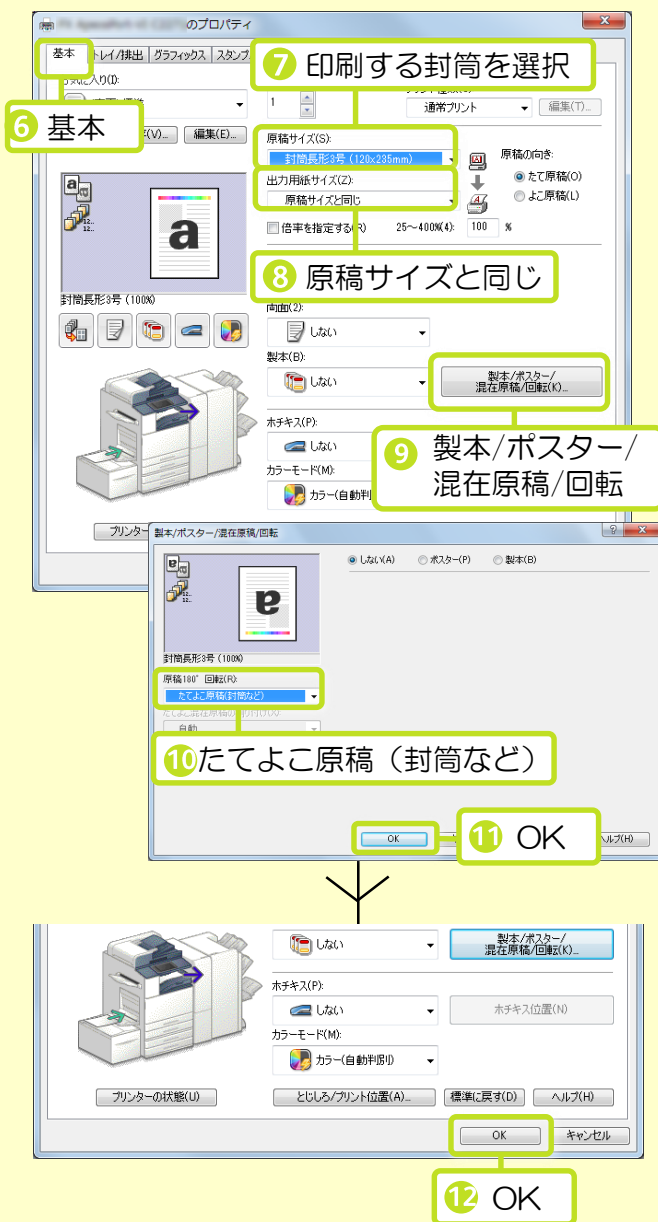 のプロパティ
基本 トレイ/排出 グラフィックス スタンプ
⑦ 印刷する封筒を選択
⑥ 基本
1
通常プリント
編集(T)...
(V)... 編集(E)...
原稿サイズ(S):
封筒長形3号 (120x235mm)
出力用紙サイズ(Z):
原稿サイズと同じ
原稿の向き:
たて原稿(O)
よこ原稿(L)
倍率を指定する(R) 25～400%(4): 100 %
⑧ 原稿サイズと同じ
封筒長形3号 (100%)
両面(2):
しない
製本(B):
しない
製本/ポスター/
混在原稿/回転(K)...
ホチキス(P):
しない
⑨ 製本/ポスター/
混在原稿/回転
カラーモード(M):
カラー(自動判
プリンター
製本/ポスター/混在原稿/回転
しない(A) ポスター(P) 製本(B)
封筒長形3号 (100%)
原稿180° 回転(R):
たてよこ原稿(封筒など)
自動
⑩たてよこ原稿（封筒など）
OK
⑪ OK
ヘルプ(H)
しない
製本/ポスター/
混在原稿/回転(K)...
ホチキス(P):
しない
ホチキス位置(N)
カラーモード(M):
カラー(自動判別)
プリンターの状態(U)
とじしろ/プリント位置(A)...
標準に戻す(D)
ヘルプ(H)
OK
キャンセル
⑫ OK